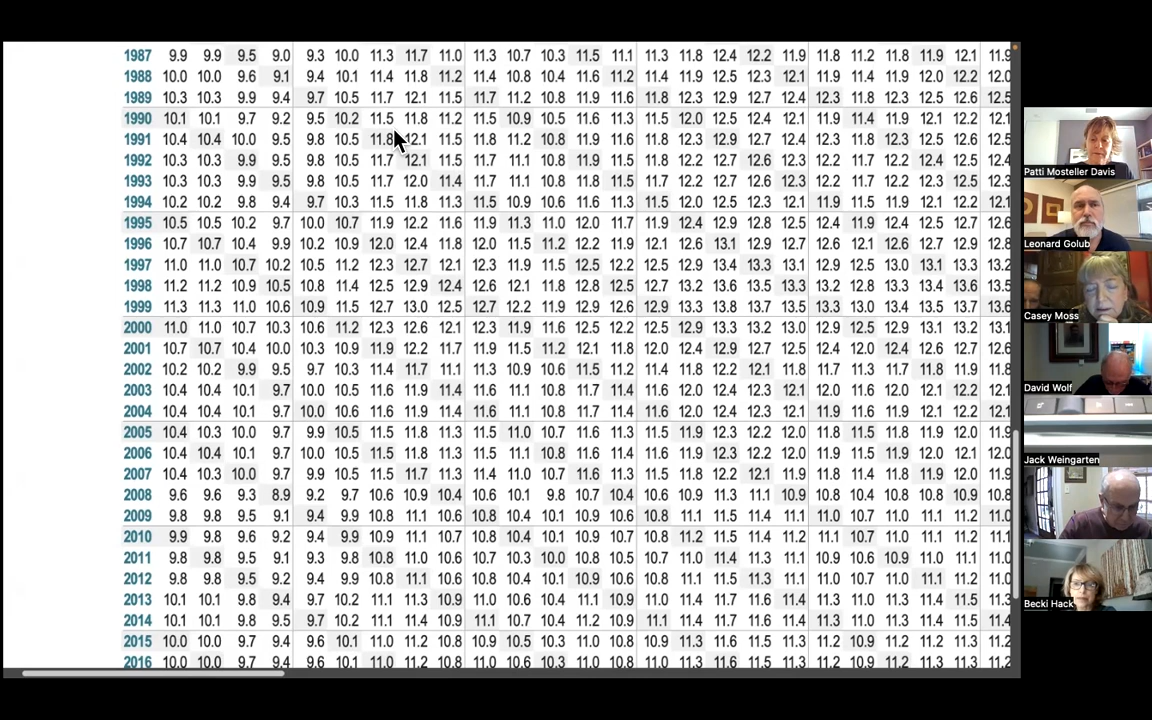 1987 9.9 9.9 9.5 9.0 9.3 10.0 11.3 11.7 11.0 11.3 10.7 10.3 11.5 11.1 11.3 11.8 12.4 12.2 11.9 11.8 11.2 11.8 11.9 12.1 11.9
1988 10.0 10.0 9.6 9.1 9.4 10.1 11.4 11.8 11.2 11.4 10.8 10.4 11.6 11.2 11.4 11.9 12.5 12.3 12.1 11.9 11.4 11.9 12.0 12.2 12.0
1989 10.3 10.3 9.9 9.4 9.7 10.5 11.7 12.1 11.5 11.7 11.2 10.8 11.9 11.6 11.8 12.3 12.9 12.7 12.4 12.3 11.8 12.3 12.5 12.6 12.5
1990 10.1 10.1 9.7 9.2 9.5 10.2 11.5 11.8 11.2 11.5 10.9 10.5 11.6 11.3 11.5 12.0 12.5 12.4 12.1 11.9 11.4 11.9 12.1 12.2 12.1
1991 10.4 10.4 10.0 9.5 9.8 10.5 11.8 12.1 11.5 11.8 11.2 10.8 11.9 11.6 11.8 12.3 12.9 12.7 12.4 12.3 11.8 12.3 12.5 12.6 12.5
1992 10.3 10.3 9.9 9.5 9.8 10.5 11.7 12.1 11.5 11.7 11.1 10.8 11.9 11.5 11.8 12.2 12.7 12.6 12.3 12.2 11.7 12.2 12.4 12.5 12.4
1993 10.3 10.3 9.9 9.5 9.8 10.5 11.7 12.0 11.4 11.7 11.1 10.8 11.8 11.5 11.7 12.2 12.7 12.6 12.3 12.2 11.7 12.2 12.3 12.5 12.3
1994 10.2 10.2 9.8 9.4 9.7 10.3 11.5 11.8 11.3 11.5 10.9 10.6 11.6 11.3 11.5 12.0 12.5 12.3 12.1 11.9 11.5 11.9 12.1 12.2 12.1
1995 10.5 10.5 10.2 9.7 10.0 10.7 11.9 12.2 11.6 11.9 11.3 11.0 12.0 11.7 11.9 12.4 12.9 12.8 12.5 12.4 11.9 12.4 12.5 12.7 12.6
1996 10.7 10.7 10.4 9.9 10.2 10.9 12.0 12.4 11.8 12.0 11.5 11.2 12.2 11.9 12.1 12.6 13.1 12.9 12.7 12.6 12.1 12.6 12.7 12.9 12.8
1997 11.0 11.0 10.7 10.2 10.5 11.2 12.3 12.7 12.1 12.3 11.9 11.5 12.5 12.2 12.5 12.9 13.4 13.3 13.1 12.9 12.5 13.0 13.1 13.3 13.2
1998 11.2 11.2 10.9 10.5 10.8 11.4 12.5 12.9 12.4 12.6 12.1 11.8 12.8 12.5 12.7 13.2 13.6 13.5 13.3 13.2 12.8 13.3 13.4 13.6 13.5
1999 11.3 11.3 11.0 10.6 10.9 11.5 12.7 13.0 12.5 12.7 12.2 11.9 12.9 12.6 12.9 13.3 13.8 13.7 13.5 13.3 13.0 13.4 13.5 13.7 13.6
2000 11.0 11.0 10.7 10.3 10.6 11.2 12.3 12.6 12.1 12.3 11.9 11.6 12.5 12.2 12.5 12.9 13.3 13.2 13.0 12.9 12.5 12.9 13.1 13.2 13.1
2001 10.7 10.7 10.4 10.0 10.3 10.9 11.9 12.2 11.7 11.9 11.5 11.2 12.1 11.8 12.0 12.4 12.9 12.7 12.5 12.4 12.0 12.4 12.6 12.7 12.6
2002 10.2 10.2 9.9 9.5 9.7 10.3 11.4 11.7 11.1 11.3 10.9 10.6 11.5 11.2 11.4 11.8 12.2 12.1 11.8 11.7 11.3 11.7 11.8 11.9 11.8
2003 10.4 10.4 10.1 9.7 10.0 10.5 11.6 11.9 11.4 11.6 11.1 10.8 11.7 11.4 11.6 12.0 12.4 12.3 12.1 12.0 11.6 12.0 12.1 12.2 12.1
2004 10.4 10.4 10.1 9.7 10.0 10.6 11.6 11.9 11.4 11.6 11.1 10.8 11.7 11.4 11.6 12.0 12.4 12.3 12.1 11.9 11.6 11.9 12.1 12.2 12.1
2005 10.4 10.3 10.0 9.7 9.9 10.5 11.5 11.8 11.3 11.5 11.0 10.7 11.6 11.3 11.5 11.9 12.3 12.2 12.0 11.8 11.5 11.8 11.9 12.0 11.9
2006 10.4 10.4 10.1 9.7 10.0 10.5 11.5 11.8 11.3 11.5 11.1 10.8 11.6 11.4 11.6 11.9 12.3 12.2 12.0 11.9 11.5 11.9 12.0 12.1 12.0
2007 10.4 10.3 10.0 9.7 9.9 10.5 11.5 11.7 11.3 11.4 11.0 10.7 11.6 11.3 11.5 11.8 12.2 12.1 11.9 11.8 11.4 11.8 11.9 12.0 11.9
2008 9.6 9.6 9.3 8.9 9.2 9.7 10.6 10.9 10.4 10.6 10.1 9.8 10.7 10.4 10.6 10.9 11.3 11.1 10.9 10.8 10.4 10.8 10.8 10.9 10.8
2009 9.8 9.8 9.5 9.1 9.4 9.9 10.8 11.1 10.6 10.8 10.4 10.1 10.9 10.6 10.8 11.1 11.5 11.4 11.1 11.0 10.7 11.0 11.1 11.2 11.0
2010 9.9 9.8 9.6 9.2 9.4 9.9 10.9 11.1 10.7 10.8 10.4 10.1 10.9 10.7 10.8 11.2 11.5 11.4 11.2 11.1 10.7 11.0 11.1 11.2 11.1
2011 9.8 9.8 9.5 9.1 9.3 9.8 10.8 11.0 10.6 10.7 10.3 10.0 10.8 10.5 10.7 11.0 11.4 11.3 11.1 10.9 10.6 10.9 11.0 11.1 11.0
2012 9.8 9.8 9.5 9.2 9.4 9.9 10.8 11.1 10.6 10.8 10.4 10.1 10.9 10.6 10.8 11.1 11.5 11.3 11.1 11.0 10.7 11.0 11.1 11.2 11.0
2013 10.1 10.1 9.8 9.4 9.7 10.2 11.1 11.3 10.9 11.0 10.6 10.4 11.1 10.9 11.0 11.4 11.7 11.6 11.4 11.3 11.0 11.3 11.4 11.5 11.3
2014 10.1 10.1 9.8 9.5 9.7 10.2 11.1 11.4 10.9 11.1 10.7 10.4 11.2 10.9 11.1 11.4 11.7 11.6 11.4 11.3 11.0 11.3 11.4 11.5 11.4
2015 10.0 10.0 9.7 9.4 9.6 10.1 11.0 11.2 10.8 10.9 10.5 10.3 11.0 10.8 10.9 11.3 11.6 11.5 11.3 11.2 10.9 11.2 11.2 11.3 11.2
2016 10.0 10.0 9.7 9.4 9.6 10.1 11.0 11.2 10.8 11.0 10.6 10.3 11.0 10.8 11.0 11.3 11.6 11.5 11.3 11.2 10.9 11.2 11.3 11.3 11.2
Patti Mosteller Davis
Leonard Golub
Casey Moss
David Wolf
Jack Weingarten
Becki Hack